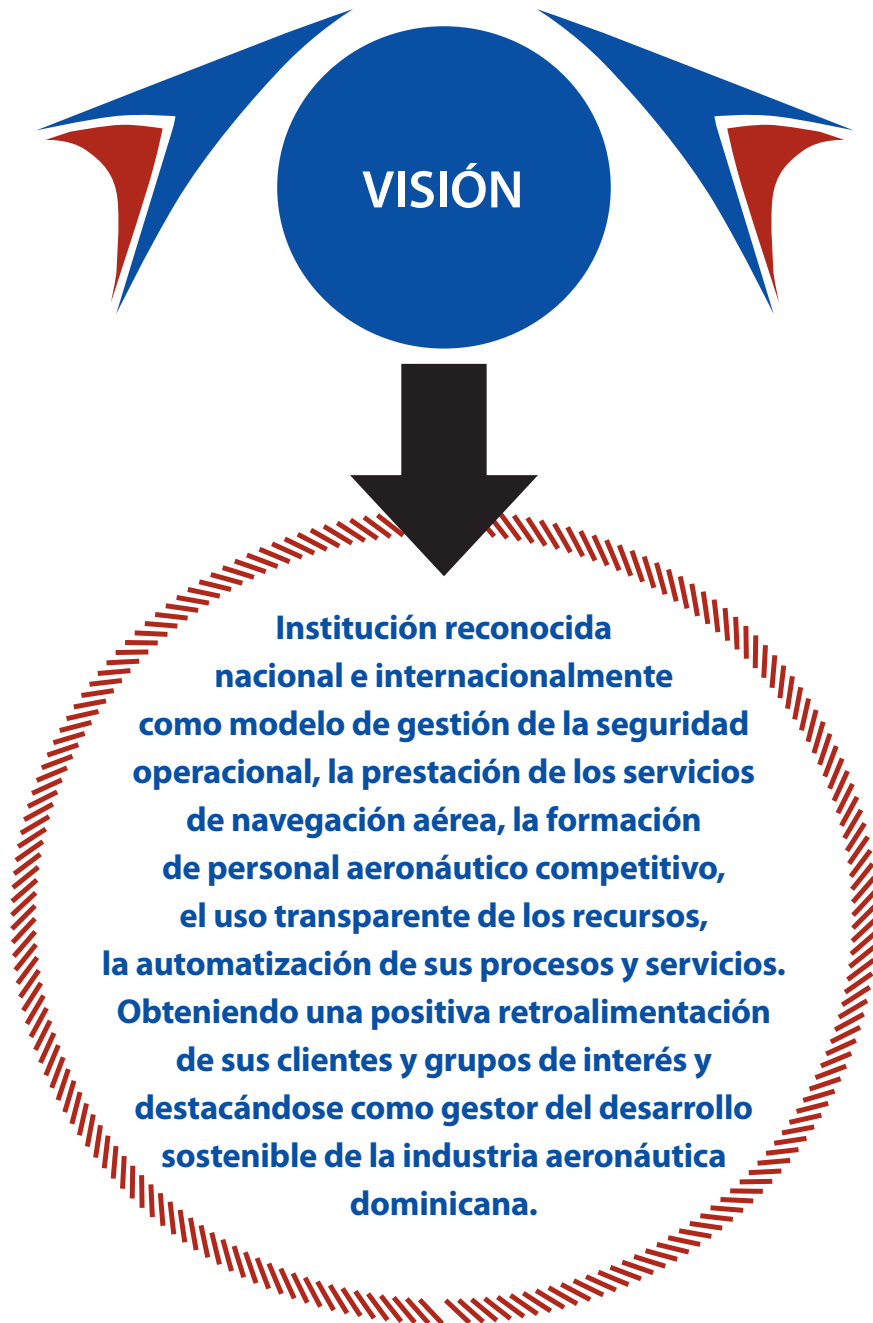 VISIÓN
Institución reconocida
nacional e internacionalmente
como modelo de gestión de la seguridad
operacional, la prestación de los servicios
de navegación aérea, la formación
de personal aeronáutico competitivo,
el uso transparente de los recursos,
la automatización de sus procesos y servicios.
Obteniendo una positiva retroalimentación
de sus clientes y grupos de interés y
destacándose como gestor del desarrollo
sostenible de la industria aeronáutica
dominicana.